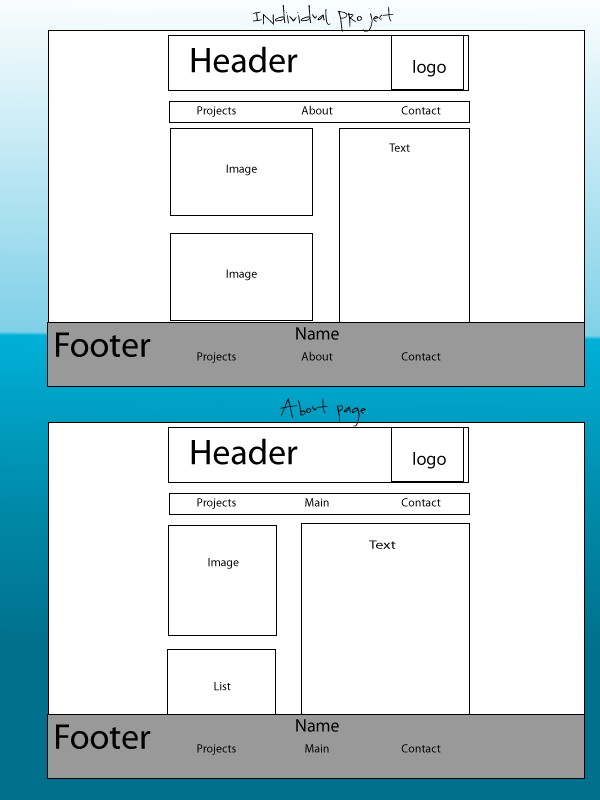 Individual Project
Header logo
Projects About Contact
Image
Text
Image
Footer
Name
Projects About Contact
About page
Header logo
Projects Main Contact
Image
Text
List
Footer
Name
Projects Main Contact